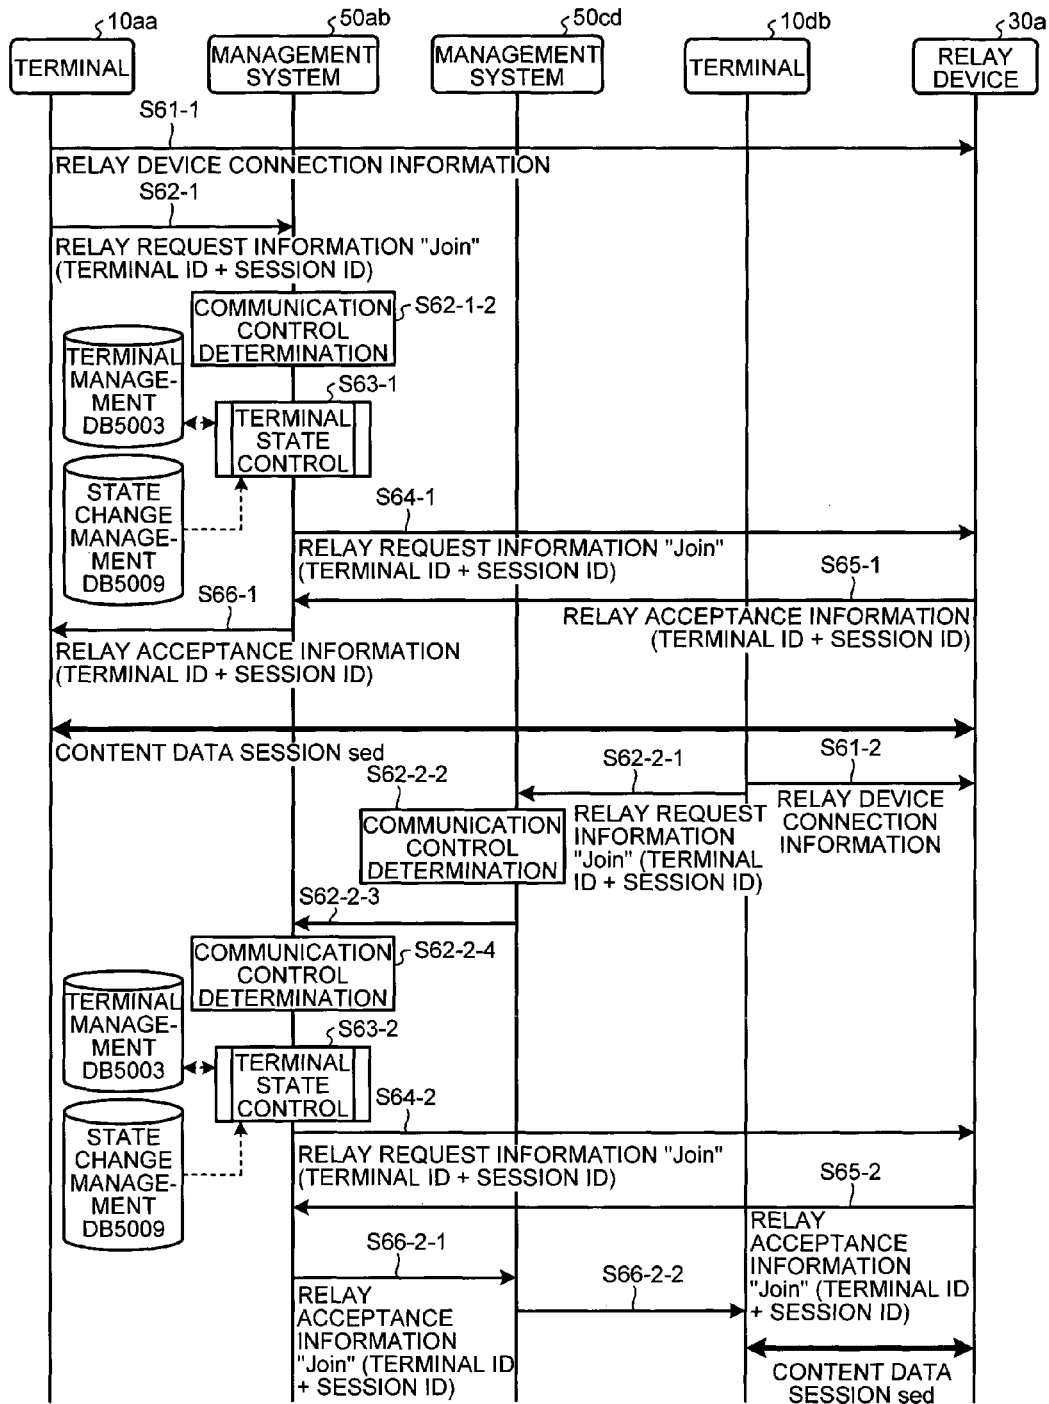 10aa
50ab
50cd
10db
30a
TERMINAL
MANAGEMENT
SYSTEM
MANAGEMENT
SYSTEM
TERMINAL
RELAY
DEVICE
S61-1
RELAY DEVICE CONNECTION INFORMATION
S62-1
RELAY REQUEST INFORMATION "Join"
(TERMINAL ID + SESSION ID)
COMMUNICATION
CONTROL
DETERMINATION
S62-1-2
TERMINAL
MANAGE-
MENT
DB5003
S63-1
TERMINAL
STATE
CONTROL
STATE
CHANGE
MANAGE-
MENT
DB5009
S64-1
RELAY REQUEST INFORMATION "Join"
(TERMINAL ID + SESSION ID)
S65-1
RELAY ACCEPTANCE INFORMATION
(TERMINAL ID + SESSION ID)
S66-1
RELAY ACCEPTANCE INFORMATION
(TERMINAL ID + SESSION ID)
CONTENT DATA SESSION sed
S61-2
RELAY DEVICE
CONNECTION
INFORMATION
S62-2-1
RELAY REQUEST
INFORMATION
"Join" (TERMINAL
ID + SESSION ID)
S62-2-2
COMMUNICATION
CONTROL
DETERMINATION
S62-2-3
COMMUNICATION
CONTROL
DETERMINATION
S62-2-4
TERMINAL
MANAGE-
MENT
DB5003
S63-2
TERMINAL
STATE
CONTROL
STATE
CHANGE
MANAGE-
MENT
DB5009
S64-2
RELAY REQUEST INFORMATION "Join"
(TERMINAL ID + SESSION ID)
S65-2
RELAY
ACCEPTANCE
INFORMATION
"Join" (TERMINAL ID
+ SESSION ID)
S66-2-1
RELAY
ACCEPTANCE
INFORMATION
"Join" (TERMINAL ID
+ SESSION ID)
S66-2-2
CONTENT DATA
SESSION sed